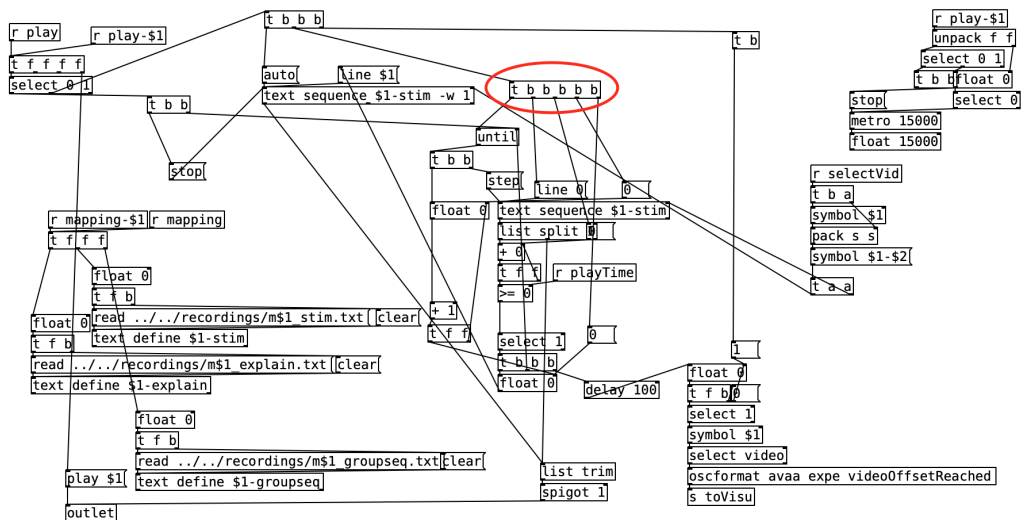 t b b b
r play
r play-$1
t f f f f
select 0 1
t b b
stop
auto
line $1
text sequence $1-stim -w 1
t b b b b b
t b
r play-$1
unpack f f
select 0 1
t b b
float 0
stop
select 0
metro 15000
float 15000
until
t b b
step
line 0
0
float 0
text sequence $1-stim
list split
+ 0
t f f
r playTime
>= 0
+ 1
t f f
select 1
t b b b
float 0
0
delay 100
r selectVid
t b a
symbol $1
pack s s
symbol $1-$2
t a a
r mapping-$1
r mapping
t f f f
float 0
t f b
read ../../recordings/m$1_stim.txt
clear
text define $1-stim
float 0
t f b
read ../../recordings/m$1_explain.txt
clear
text define $1-explain
float 0
t f b
read ../../recordings/m$1_groupseq.txt
clear
text define $1-groupseq
play $1
outlet
list trim
spigot 1
1
float 0
t f b
0
select 1
symbol $1
select video
oscformat avaa expe videoOffsetReached
s toVisu